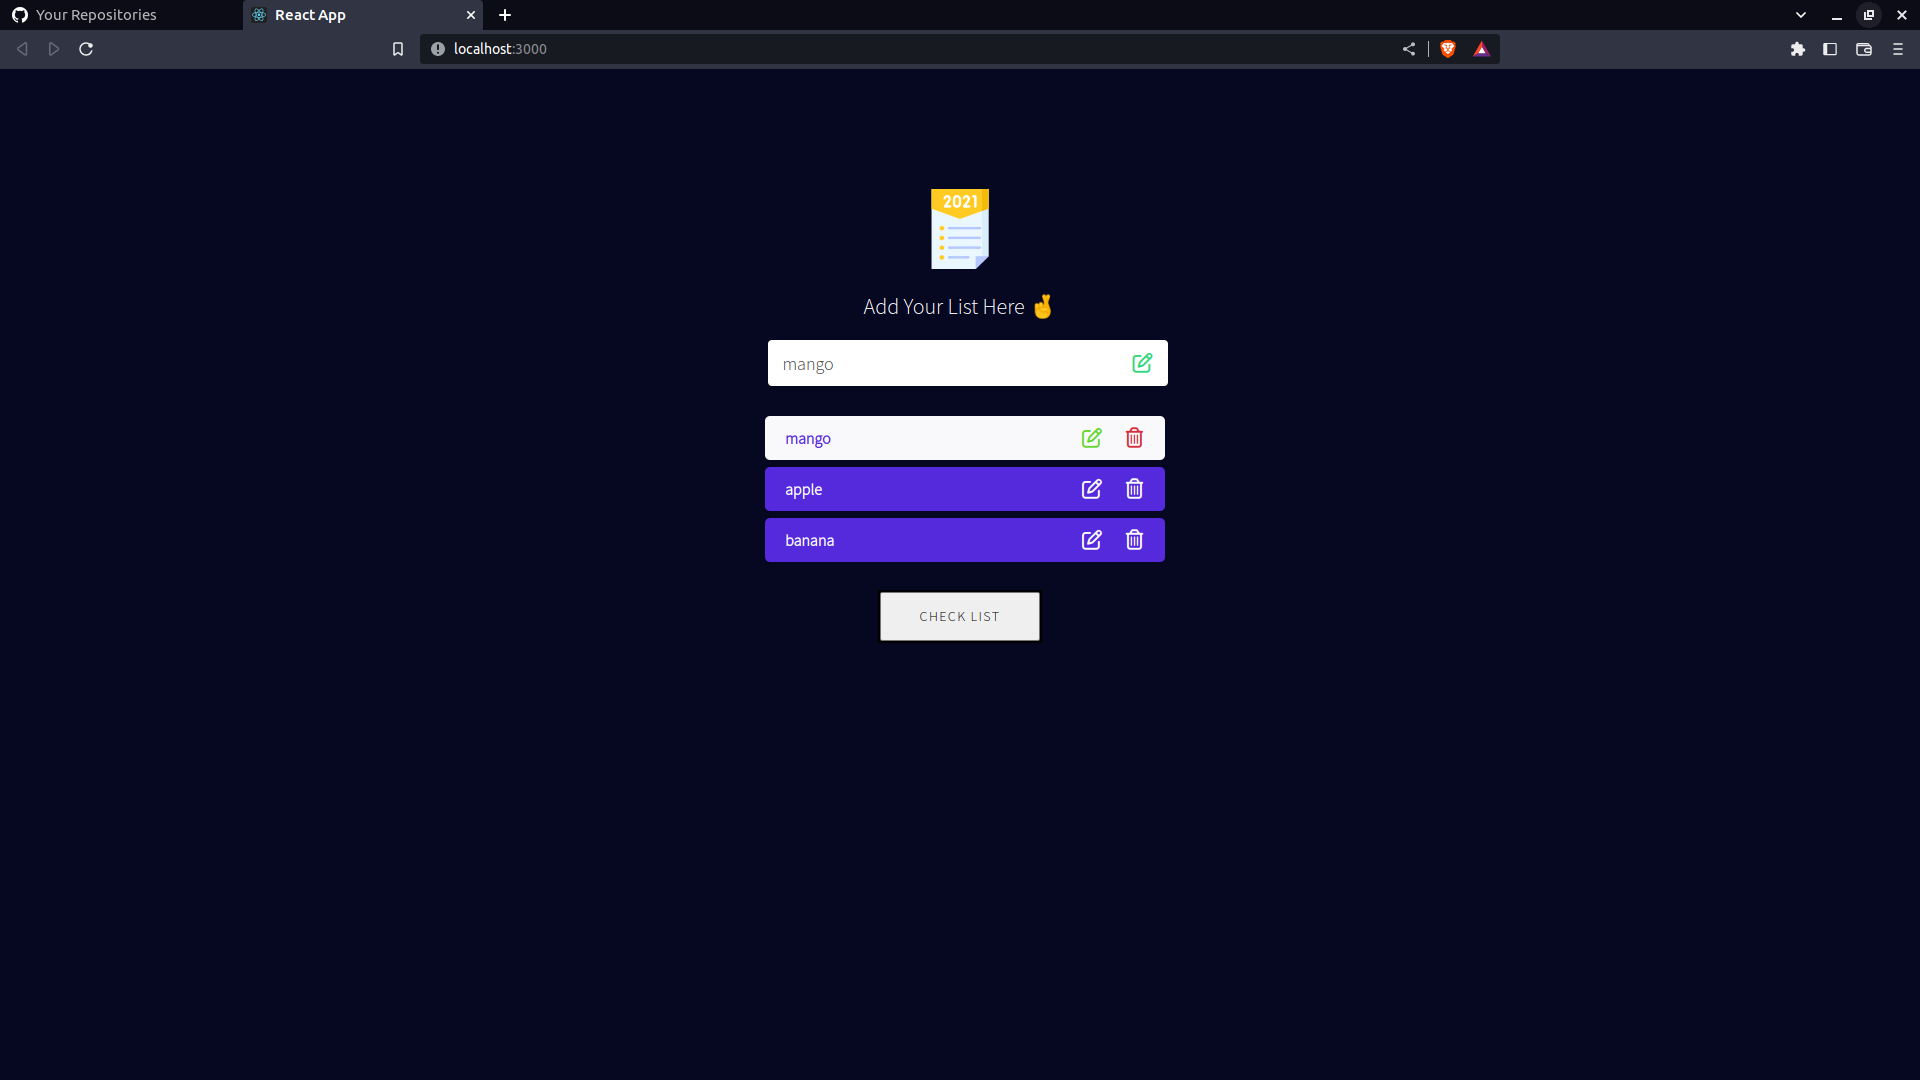 Your Repositories
React App
localhost:3000
2021
Add Your List Here 🤞
mango
mango
apple
banana
CHECK LIST